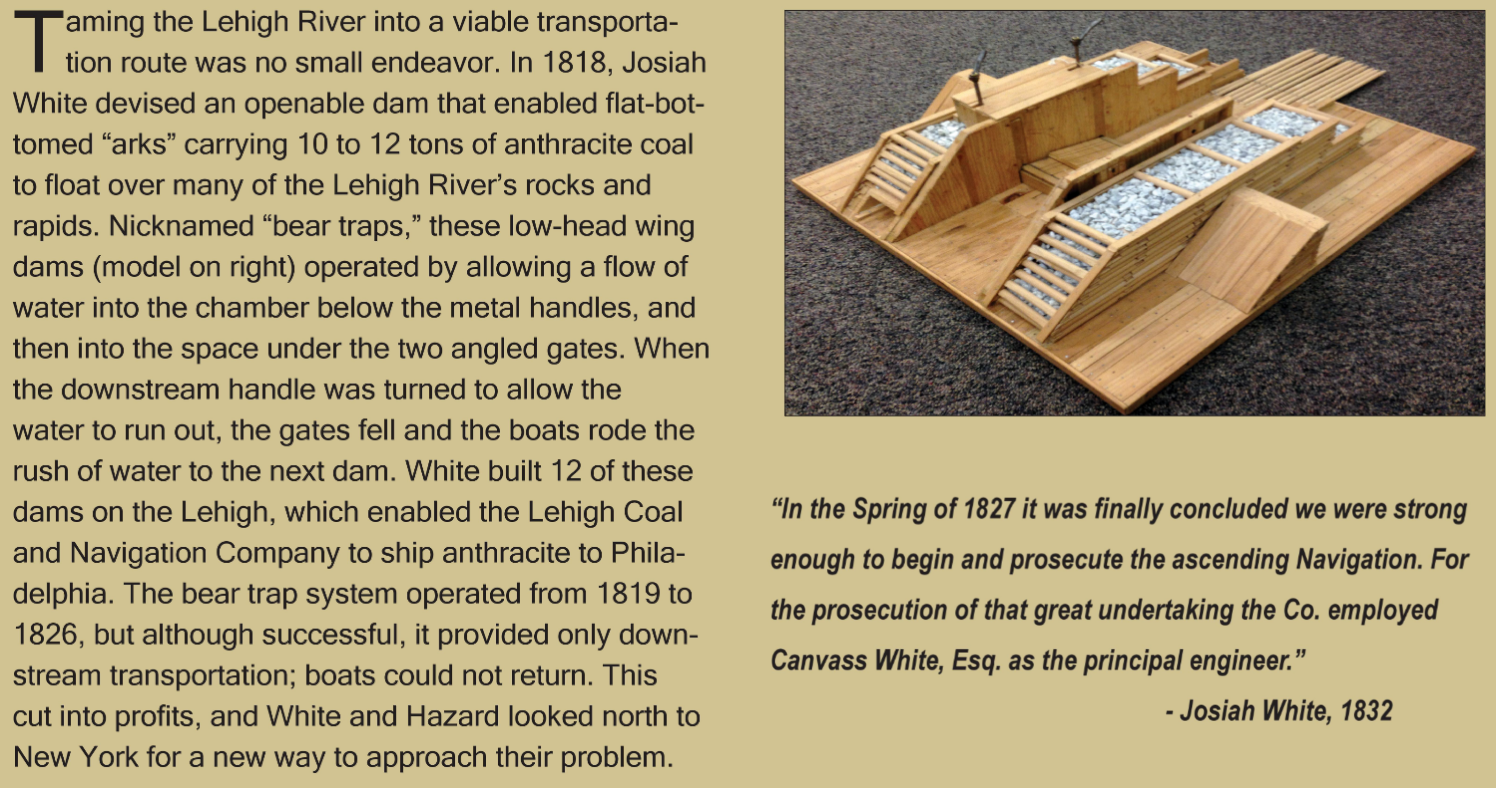 Taming the Lehigh River into a viable transporta-
tion route was no small endeavor. In 1818, Josiah
White devised an openable dam that enabled flat-bot-
tomed “arks” carrying 10 to 12 tons of anthracite coal
to float over many of the Lehigh River’s rocks and
rapids. Nicknamed “bear traps,” these low-head wing
dams (model on right) operated by allowing a flow of
water into the chamber below the metal handles, and
then into the space under the two angled gates. When
the downstream handle was turned to allow the
water to run out, the gates fell and the boats rode the
rush of water to the next dam. White built 12 of these
dams on the Lehigh, which enabled the Lehigh Coal
and Navigation Company to ship anthracite to Phila-
delphia. The bear trap system operated from 1819 to
1826, but although successful, it provided only down-
stream transportation; boats could not return. This
cut into profits, and White and Hazard looked north to
New York for a new way to approach their problem.
“In the Spring of 1827 it was finally concluded we were strong
enough to begin and prosecute the ascending Navigation. For
the prosecution of that great undertaking the Co. employed
Canvass White, Esq. as the principal engineer.”
- Josiah White, 1832